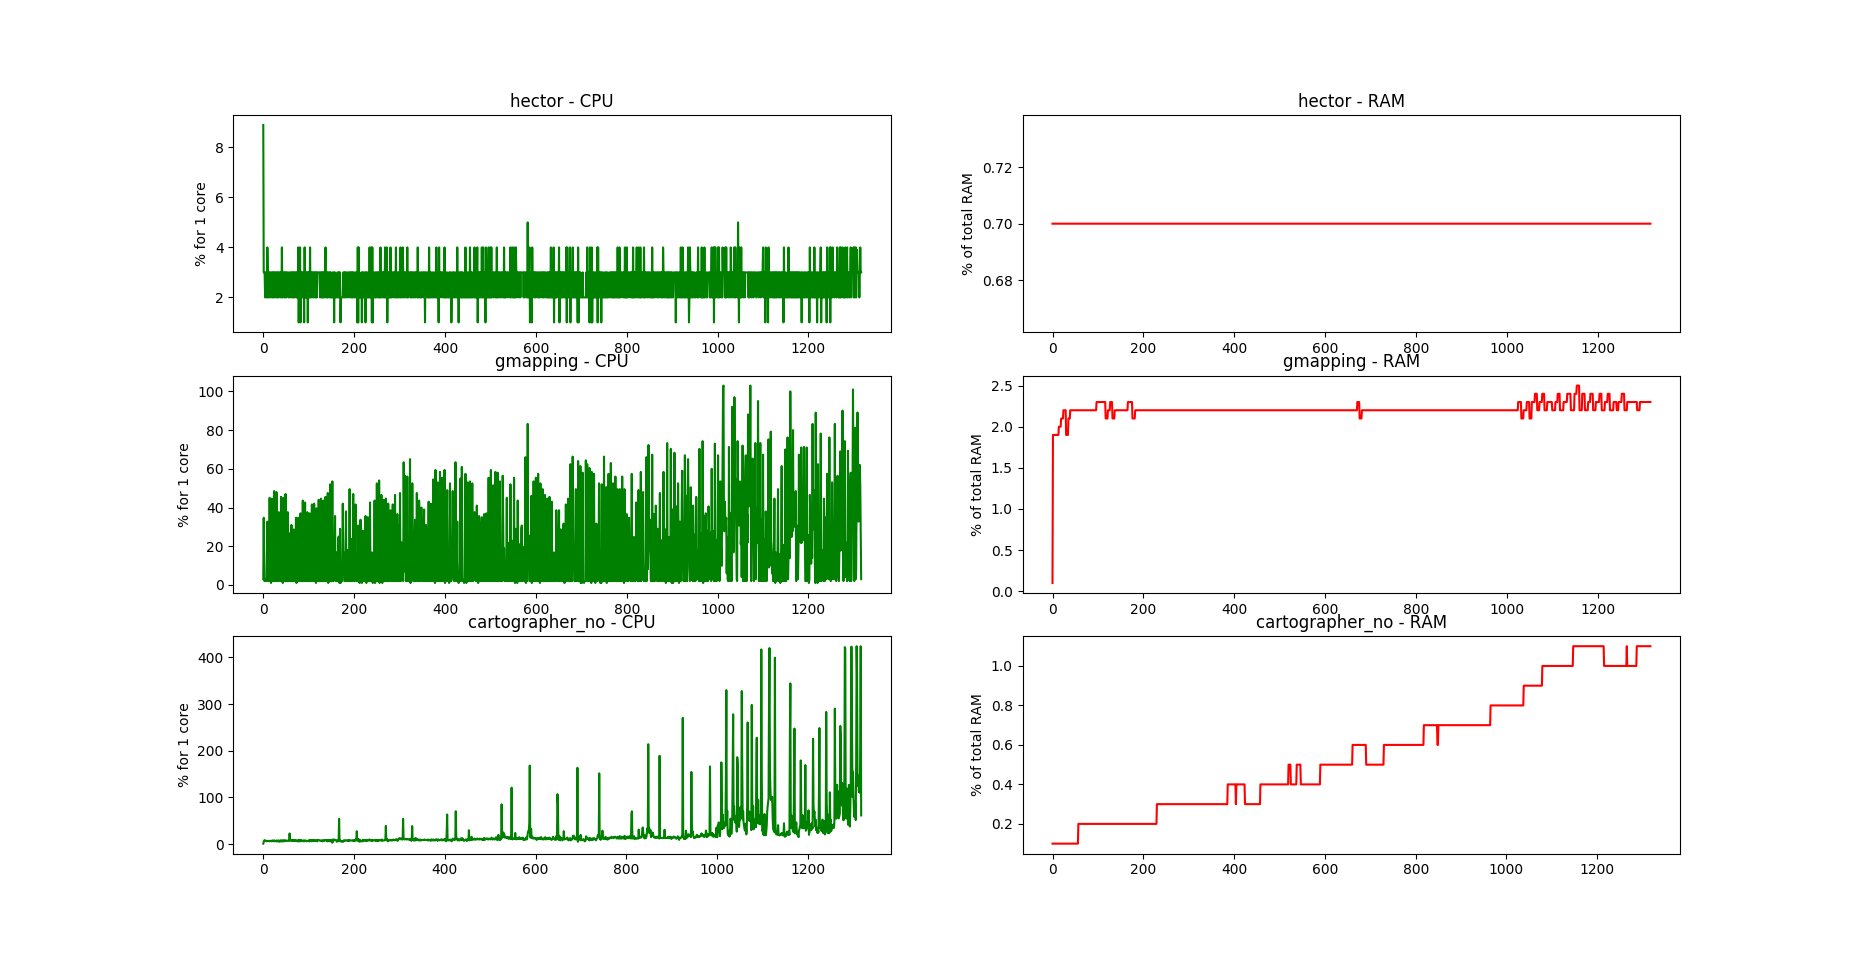 hector - CPU
% for 1 core
8
6
4
2
0 200 400 600 800 1000 1200
hector - RAM
% of total RAM
0.72
0.70
0.68
0 200 400 600 800 1000 1200
gmapping - CPU
% for 1 core
100
80
60
40
20
0
0 200 400 600 800 1000 1200
gmapping - RAM
% of total RAM
2.5
2.0
1.5
1.0
0.5
0.0
0 200 400 600 800 1000 1200
cartographer_no - CPU
% for 1 core
400
300
200
100
0
0 200 400 600 800 1000 1200
cartographer_no - RAM
% of total RAM
1.0
0.8
0.6
0.4
0.2
0 200 400 600 800 1000 1200